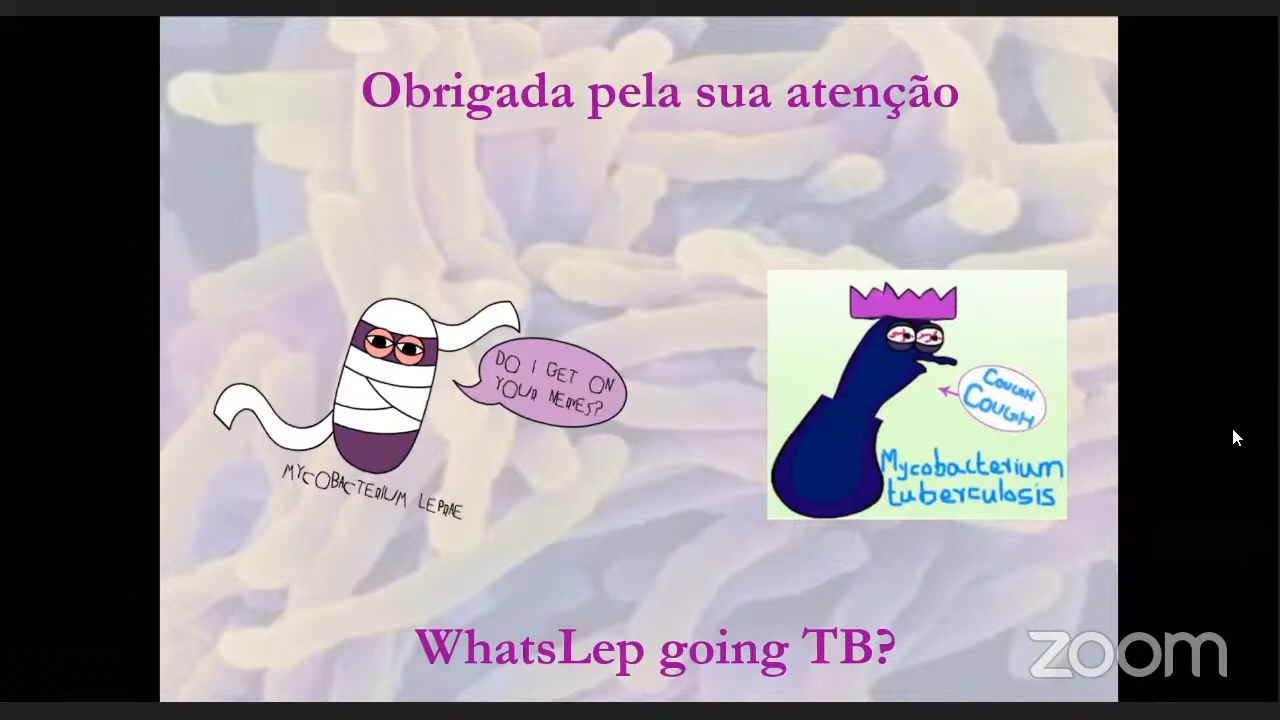 Obrigada pela sua atenção
DO I GET ON
YOUR NERVES?
MYCOBACTERIUM LEPRAE
COUGH
COUGH
Mycobacterium
tuberculosis
WhatsLep going TB?
zoom